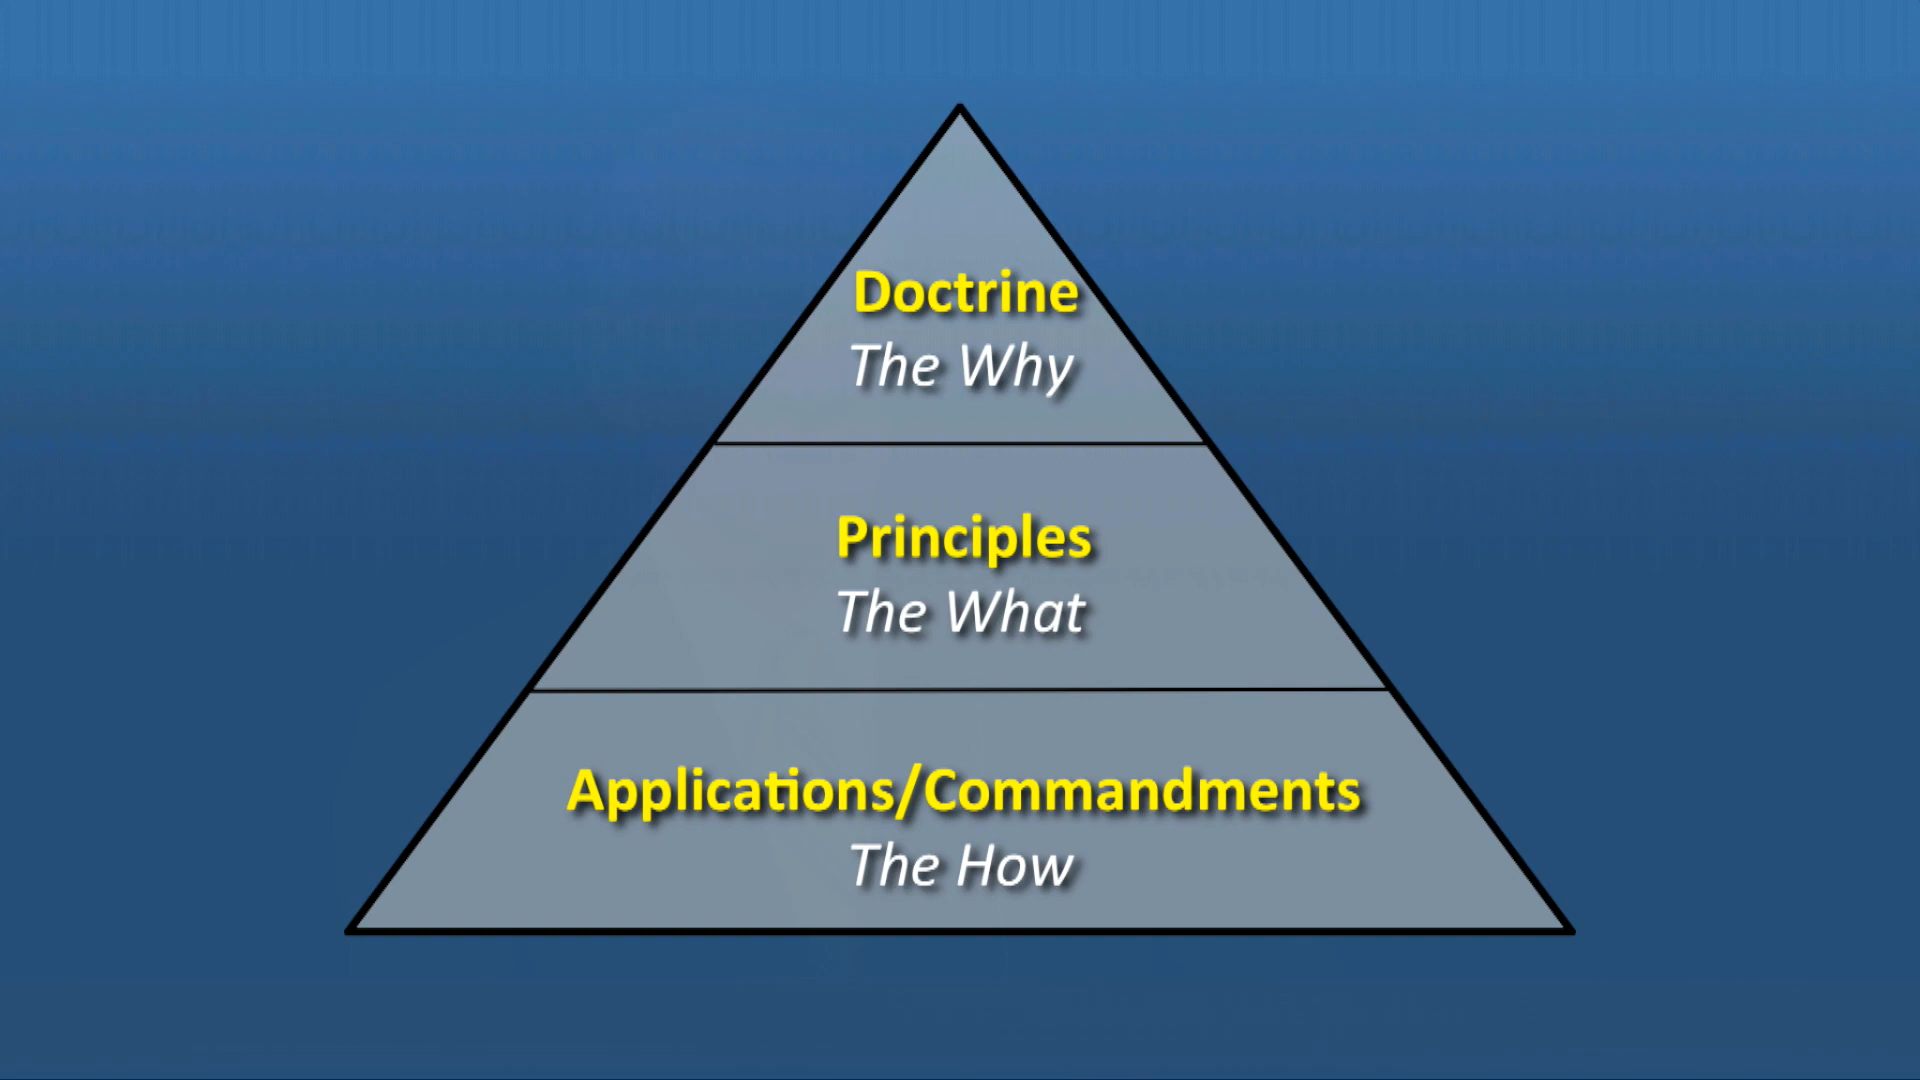 Doctrine
The Why
Principles
The What
Applications/Commandments
The How